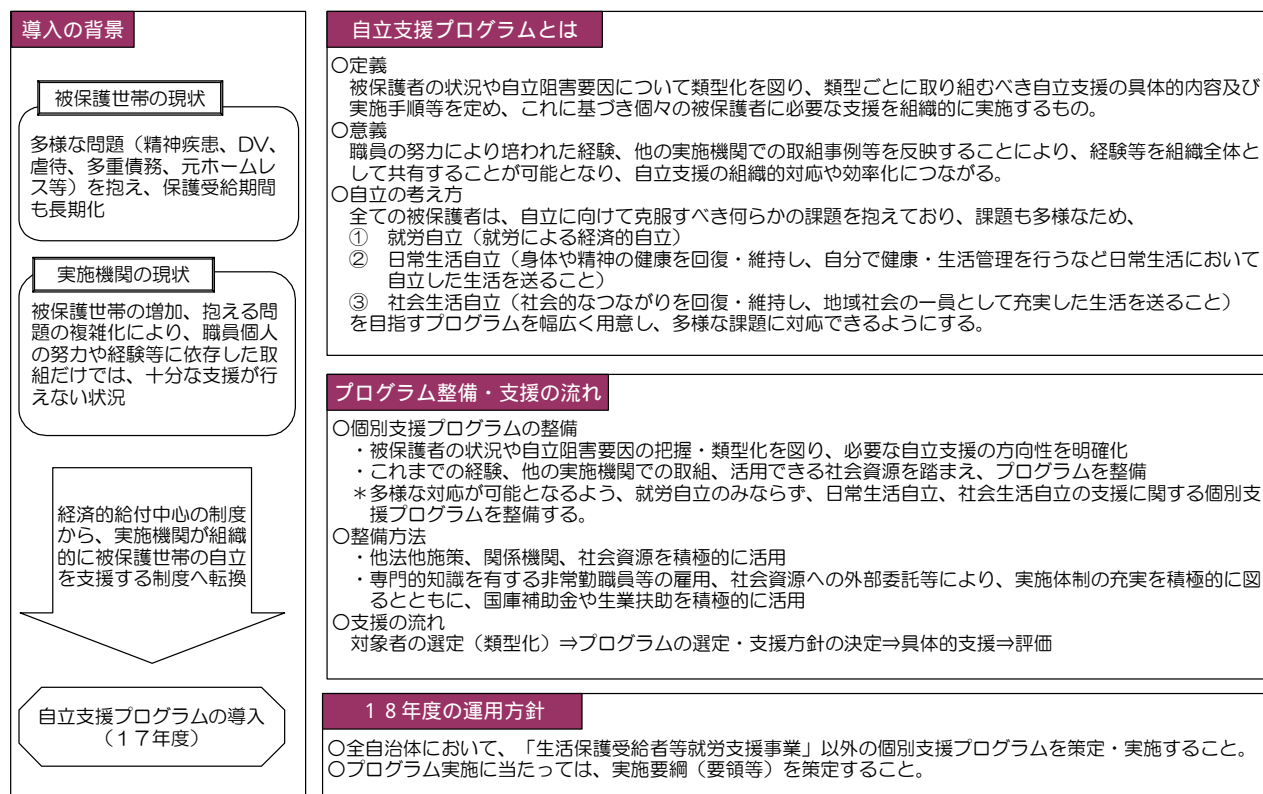 導入の背景
被保護世帯の現状
多様な問題（精神疾患、DV、
虐待、多重債務、元ホームレ
ス等）を抱え、保護受給期間
も長期化
実施機関の現状
被保護世帯の増加、抱える問
題の複雑化により、職員個人
の努力や経験等に依存した取
組だけでは、十分な支援が行
えない状況
経済的給付中心の制度
から、実施機関が組織
的に被保護世帯の自立
を支援する制度へ転換
自立支援プログラムの導入
（１７年度）
自立支援プログラムとは
○定義
被保護者の状況や自立阻害要因について類型化を図り、類型ごとに取り組むべき自立支援の具体的内容及び
実施手順等を定め、これに基づき個々の被保護者に必要な支援を組織的に実施するもの。
○意義
職員の努力により培われた経験、他の実施機関での取組事例等を反映することにより、経験等を組織全体と
して共有することが可能となり、自立支援の組織的対応や効率化につながる。
○自立の考え方
全ての被保護者は、自立に向けて克服すべき何らかの課題を抱えており、課題も多様なため、
①　就労自立（就労による経済的自立）
②　日常生活自立（身体や精神の健康を回復・維持し、自分で健康・生活管理を行うなど日常生活において
自立した生活を送ること）
③　社会生活自立（社会的なつながりを回復・維持し、地域社会の一員として充実した生活を送ること）
を目指すプログラムを幅広く用意し、多様な課題に対応できるようにする。
プログラム整備・支援の流れ
○個別支援プログラムの整備
・被保護者の状況や自立阻害要因の把握・類型化を図り、必要な自立支援の方向性を明確化
・これまでの経験、他の実施機関での取組、活用できる社会資源を踏まえ、プログラムを整備
＊多様な対応が可能となるよう、就労自立のみならず、日常生活自立、社会生活自立の支援に関する個別支
援プログラムを整備する。
○整備方法
・他法他施策、関係機関、社会資源を積極的に活用
・専門的知識を有する非常勤職員等の雇用、社会資源への外部委託等により、実施体制の充実を積極的に図
るとともに、国庫補助金や生業扶助を積極的に活用
○支援の流れ
対象者の選定（類型化）⇒プログラムの選定・支援方針の決定⇒具体的支援⇒評価
１８年度の運用方針
○全自治体において、「生活保護受給者等就労支援事業」以外の個別支援プログラムを策定・実施すること。
○プログラム実施に当たっては、実施要綱（要領等）を策定すること。